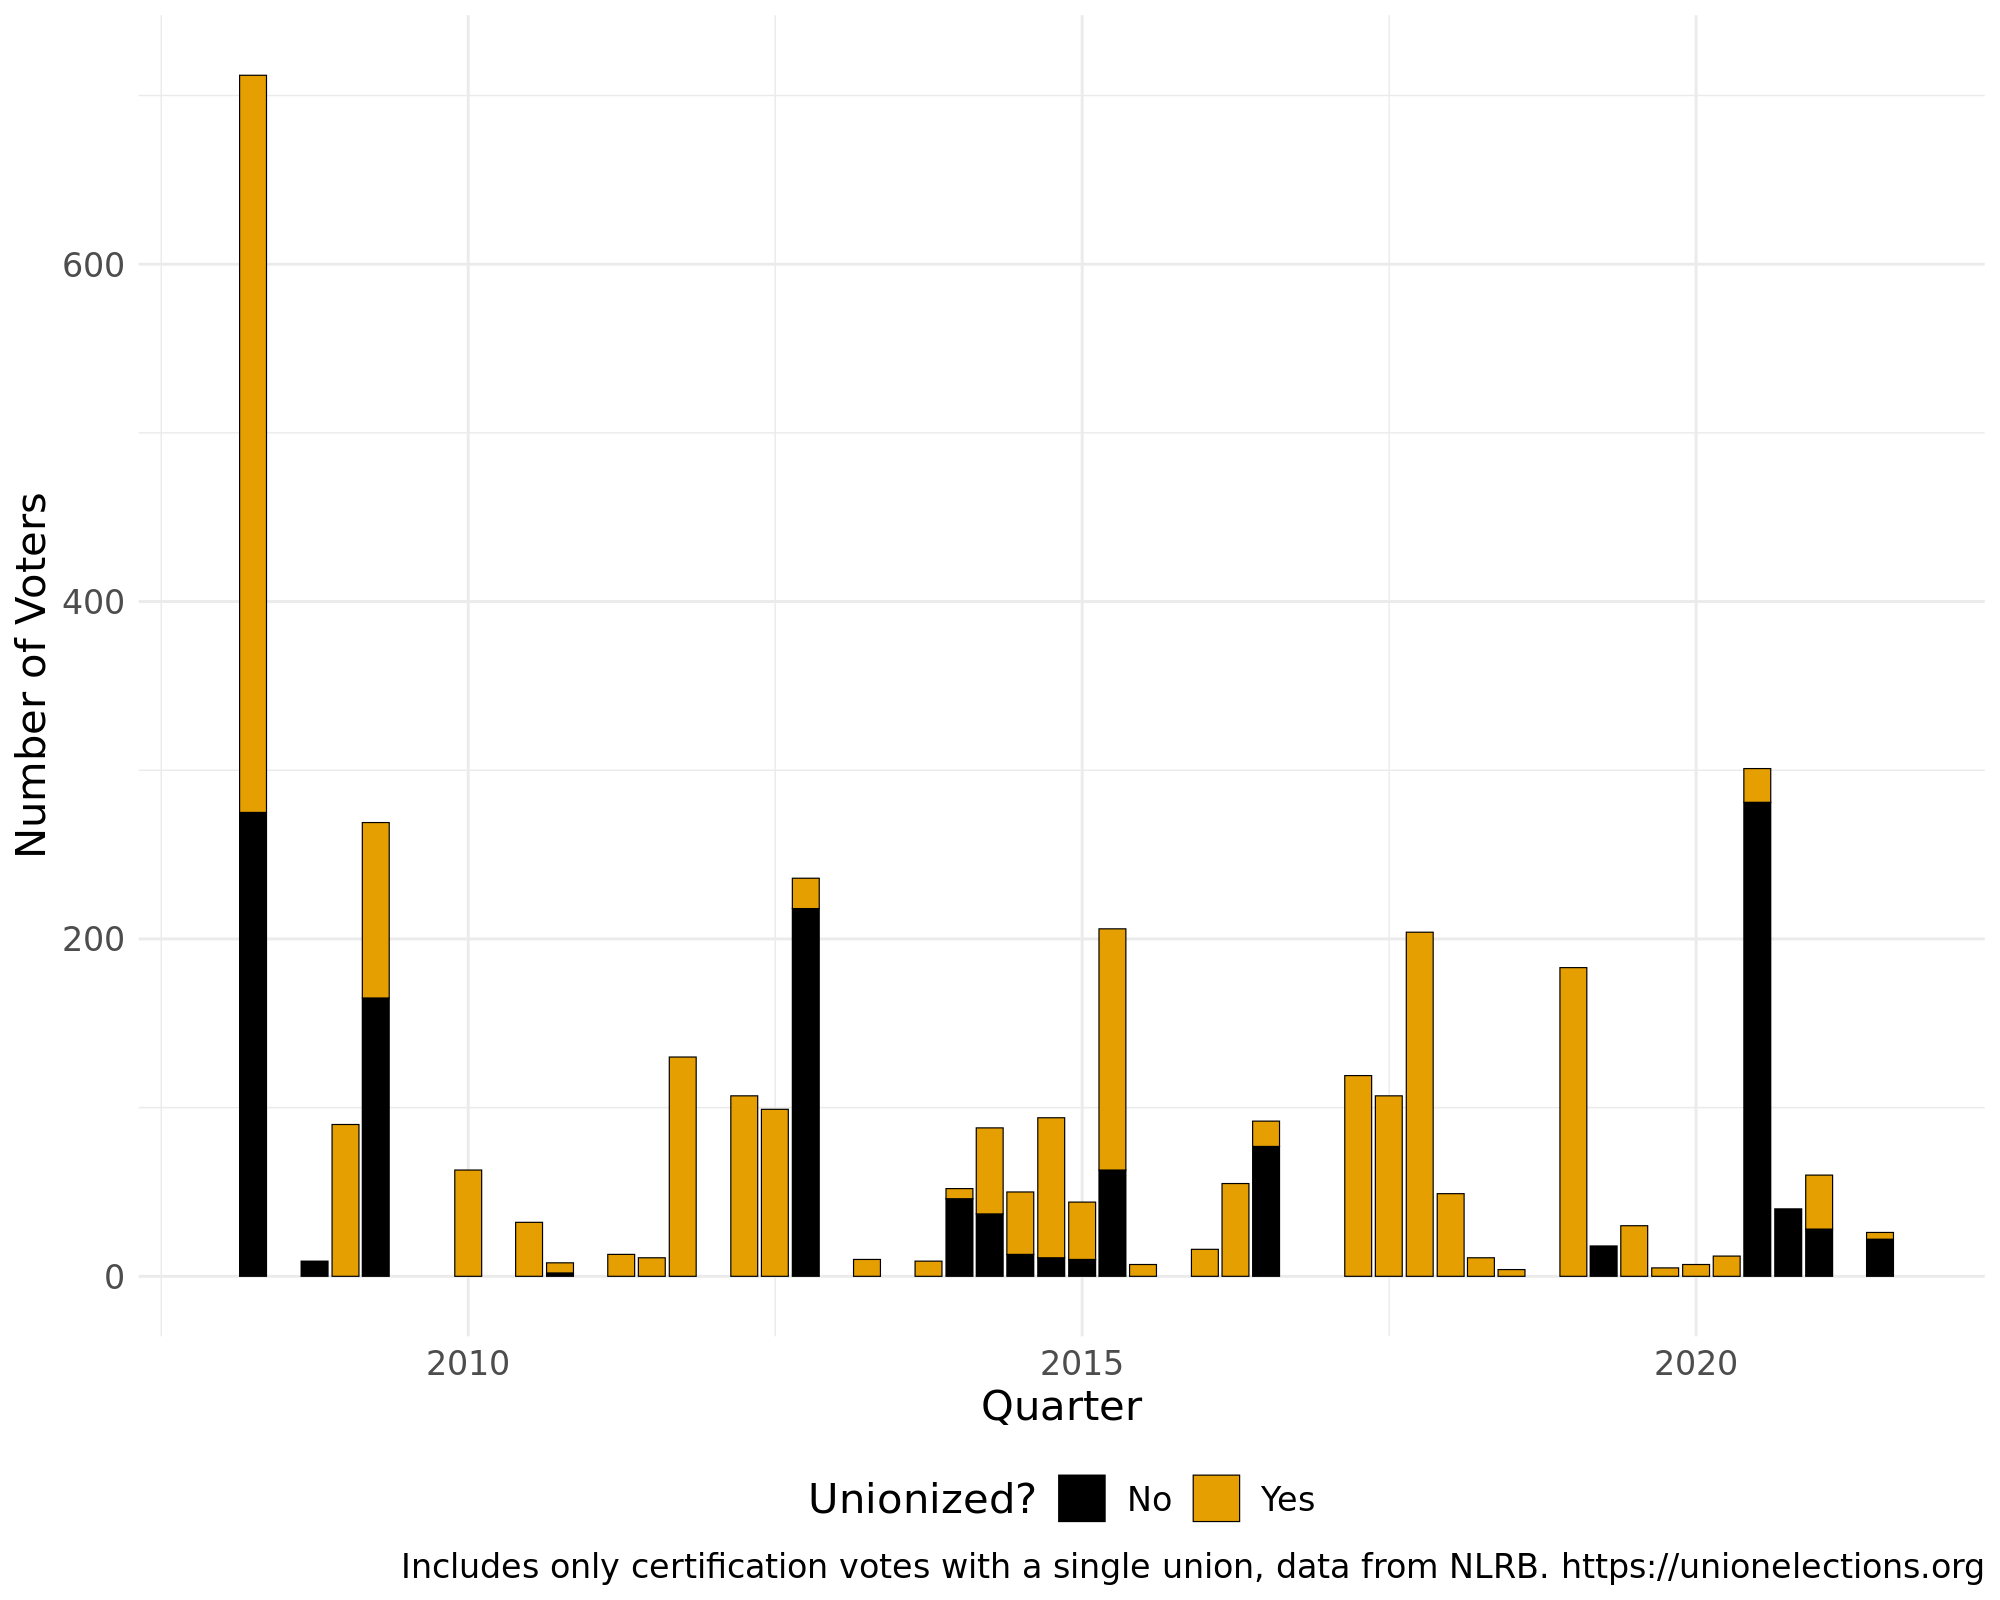 600
400
200
0
Number of Voters
2010 2015 2020
Quarter
Unionized? No Yes
Includes only certification votes with a single union, data from NLRB. https://unionelections.org